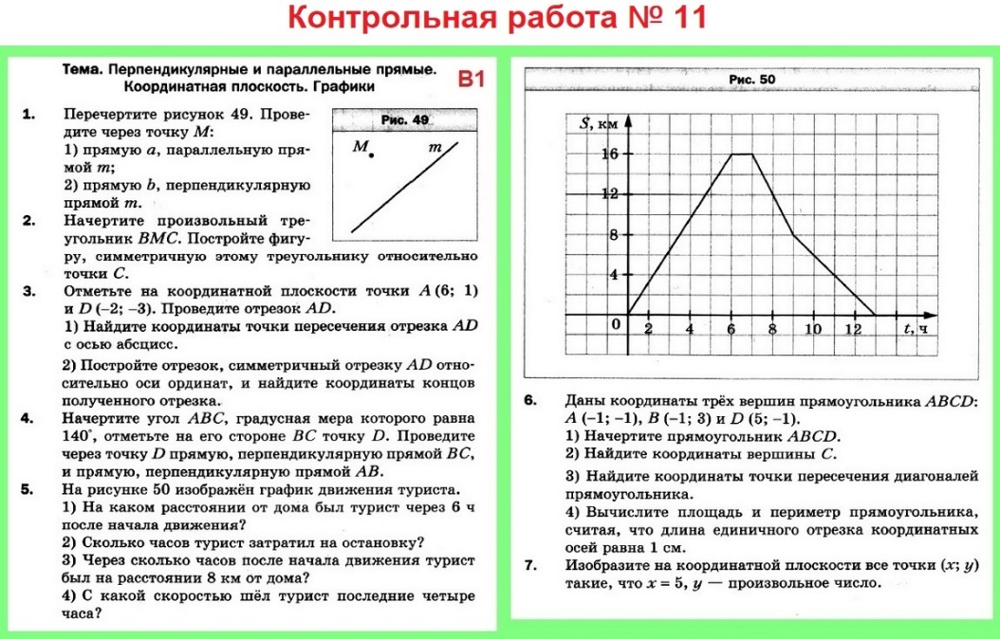 Контрольная работа № 11
Тема. Перпендикулярные и параллельные прямые.
Координатная плоскость. Графики
В1
1. Перечертите рисунок 49. Прове-
дите через точку M:
1) прямую a, параллельную пря-
мой m;
2) прямую b, перпендикулярную
прямой m.
Рис. 49
M
m
2. Начертите произвольный тре-
угольник BMC. Постройте фигу-
ру, симметричную этому треугольнику относительно
точки C.
3. Отметьте на координатной плоскости точки A (6; 1)
и D (–2; –3). Проведите отрезок AD.
1) Найдите координаты точки пересечения отрезка AD
с осью абсцисс.
2) Постройте отрезок, симметричный отрезку AD отно-
сительно оси ординат, и найдите координаты концов
полученного отрезка.
4. Начертите угол ABC, градусная мера которого равна
140°, отметьте на его стороне BC точку D. Проведите
через точку D прямую, перпендикулярную прямой BC,
и прямую, перпендикулярную прямой AB.
5. На рисунке 50 изображён график движения туриста.
1) На каком расстоянии от дома был турист через 6 ч
после начала движения?
2) Сколько часов турист затратил на остановку?
3) Через сколько часов после начала движения турист
был на расстоянии 8 км от дома?
4) С какой скоростью шёл турист последние четыре
часа?
Рис. 50
S, км
16
12
8
4
0 2 4 6 8 10 12 t, ч
6. Даны координаты трёх вершин прямоугольника ABCD:
A (–1; –1), B (–1; 3) и D (5; –1).
1) Начертите прямоугольник ABCD.
2) Найдите координаты вершины C.
3) Найдите координаты точки пересечения диагоналей
прямоугольника.
4) Вычислите площадь и периметр прямоугольника,
считая, что длина единичного отрезка координатных
осей равна 1 см.
7. Изобразите на координатной плоскости все точки (x; y)
такие, что x = 5, y — произвольное число.